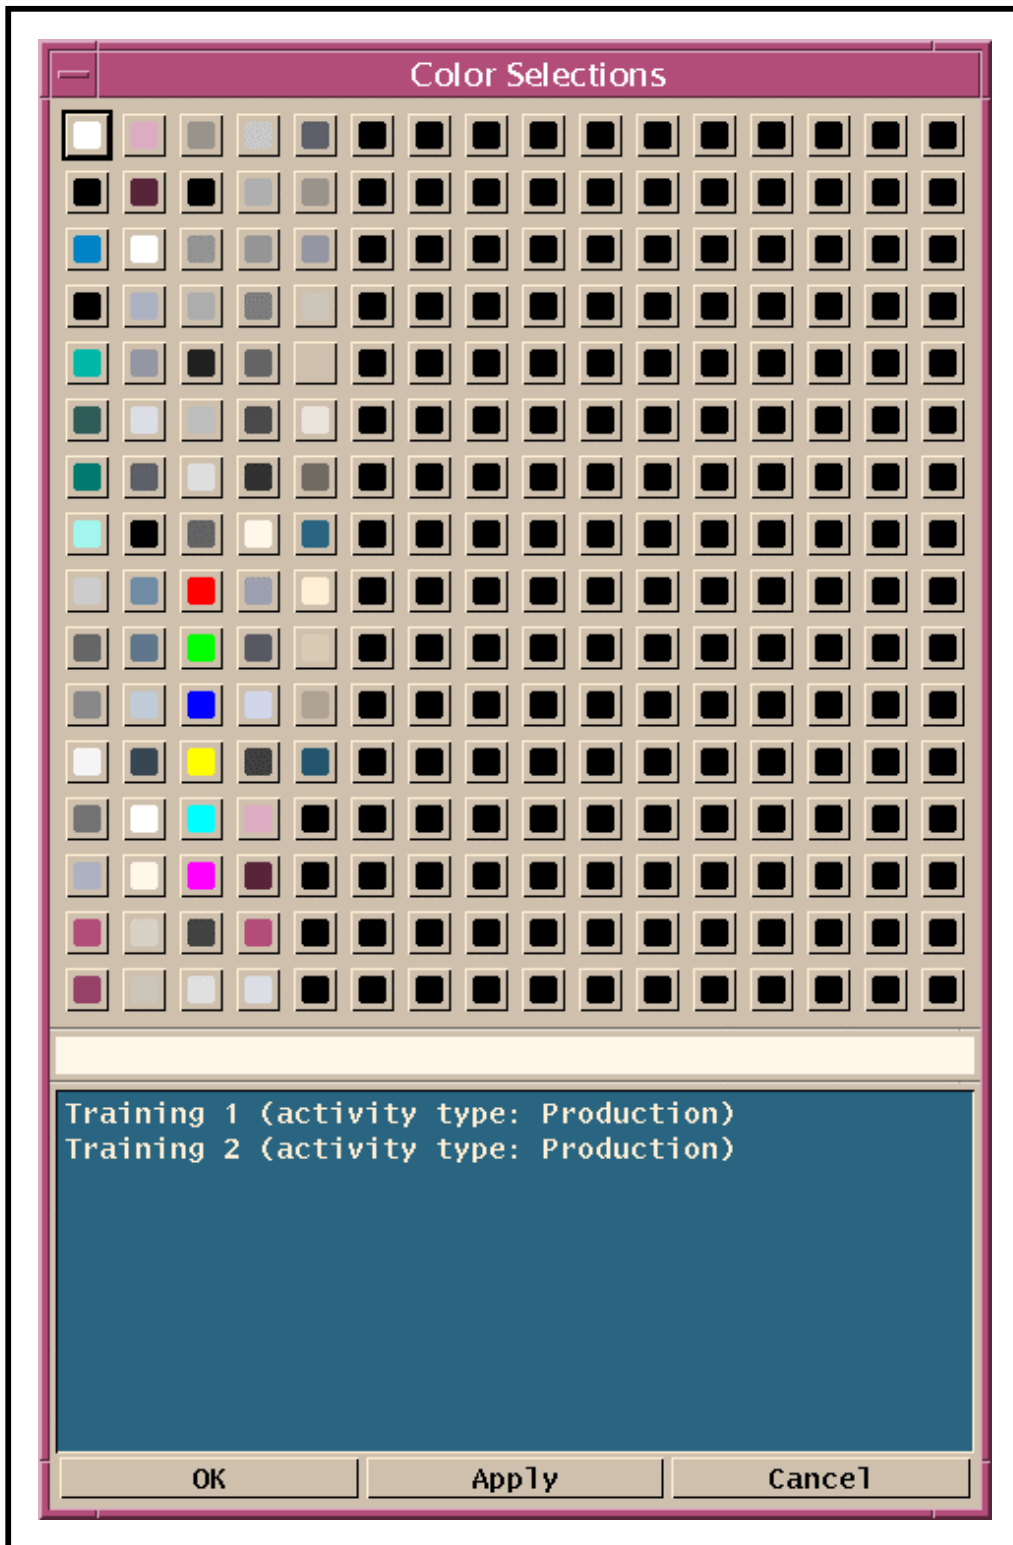 Color Selections
Training 1 (activity type: Production)
Training 2 (activity type: Production)
OK
Apply
Cancel